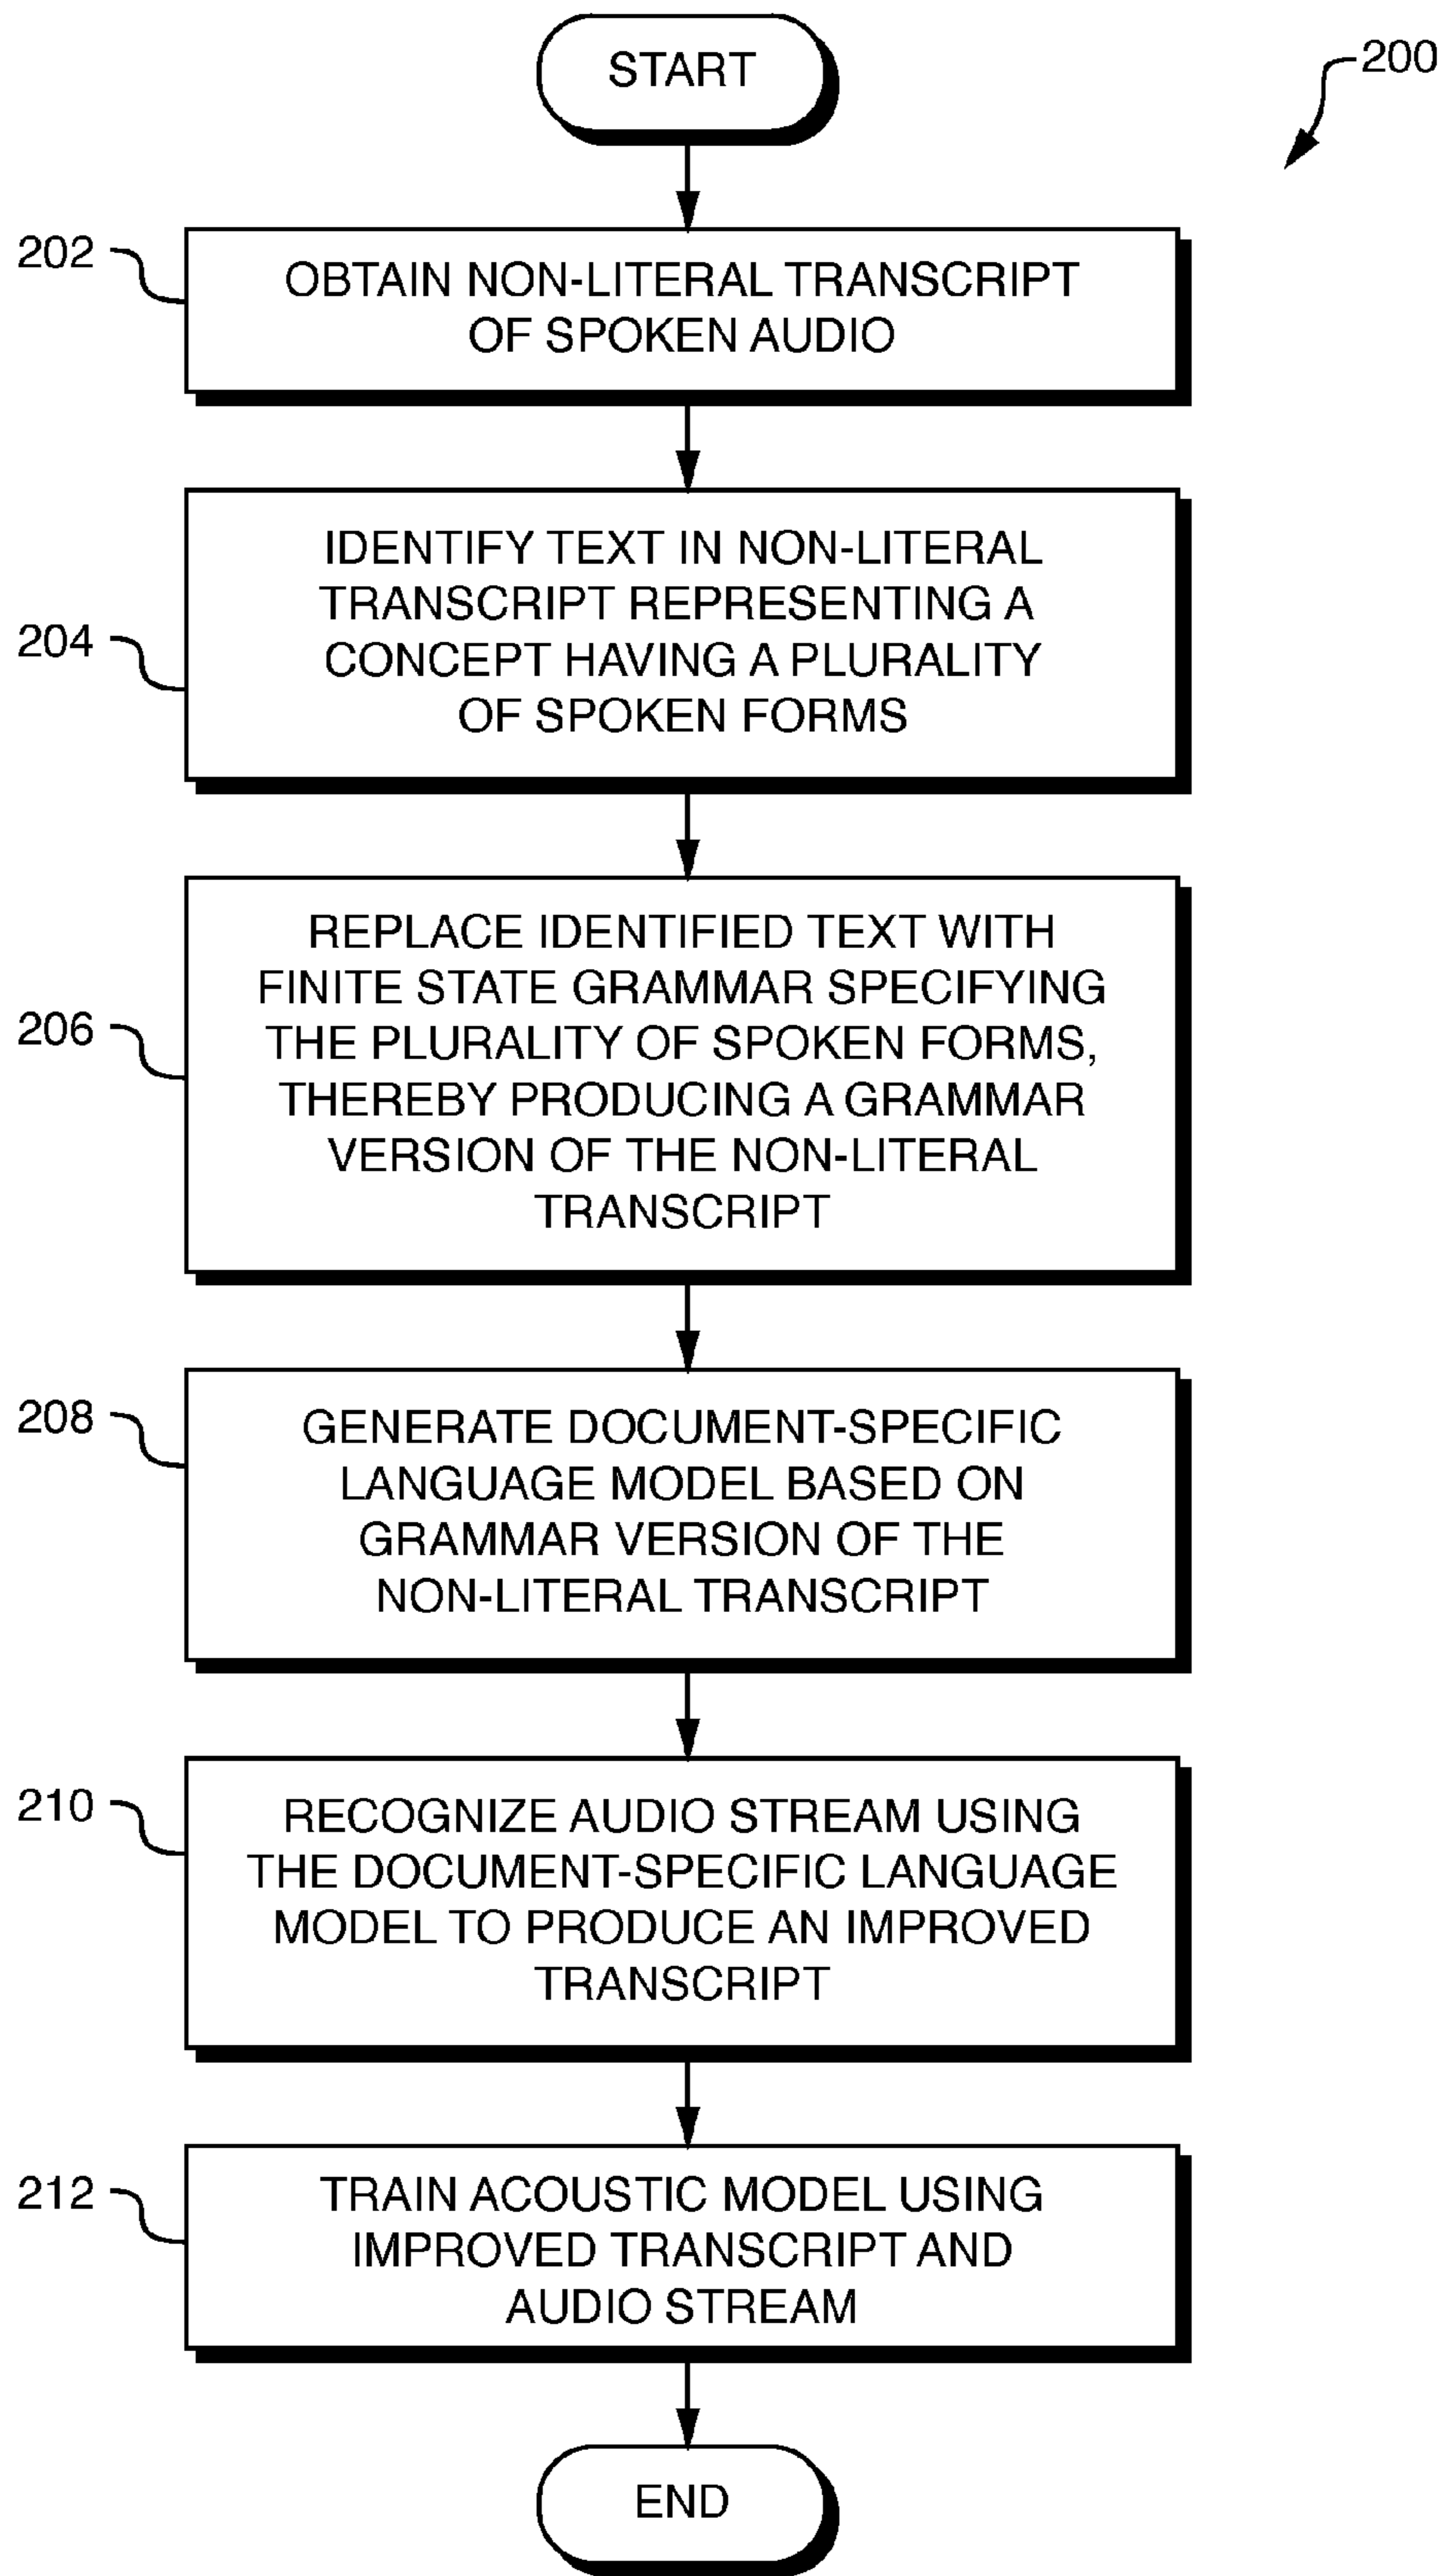 START
200
202
OBTAIN NON-LITERAL TRANSCRIPT
OF SPOKEN AUDIO
204
IDENTIFY TEXT IN NON-LITERAL
TRANSCRIPT REPRESENTING A
CONCEPT HAVING A PLURALITY
OF SPOKEN FORMS
206
REPLACE IDENTIFIED TEXT WITH
FINITE STATE GRAMMAR SPECIFYING
THE PLURALITY OF SPOKEN FORMS,
THEREBY PRODUCING A GRAMMAR
VERSION OF THE NON-LITERAL
TRANSCRIPT
208
GENERATE DOCUMENT-SPECIFIC
LANGUAGE MODEL BASED ON
GRAMMAR VERSION OF THE
NON-LITERAL TRANSCRIPT
210
RECOGNIZE AUDIO STREAM USING
THE DOCUMENT-SPECIFIC LANGUAGE
MODEL TO PRODUCE AN IMPROVED
TRANSCRIPT
212
TRAIN ACOUSTIC MODEL USING
IMPROVED TRANSCRIPT AND
AUDIO STREAM
END